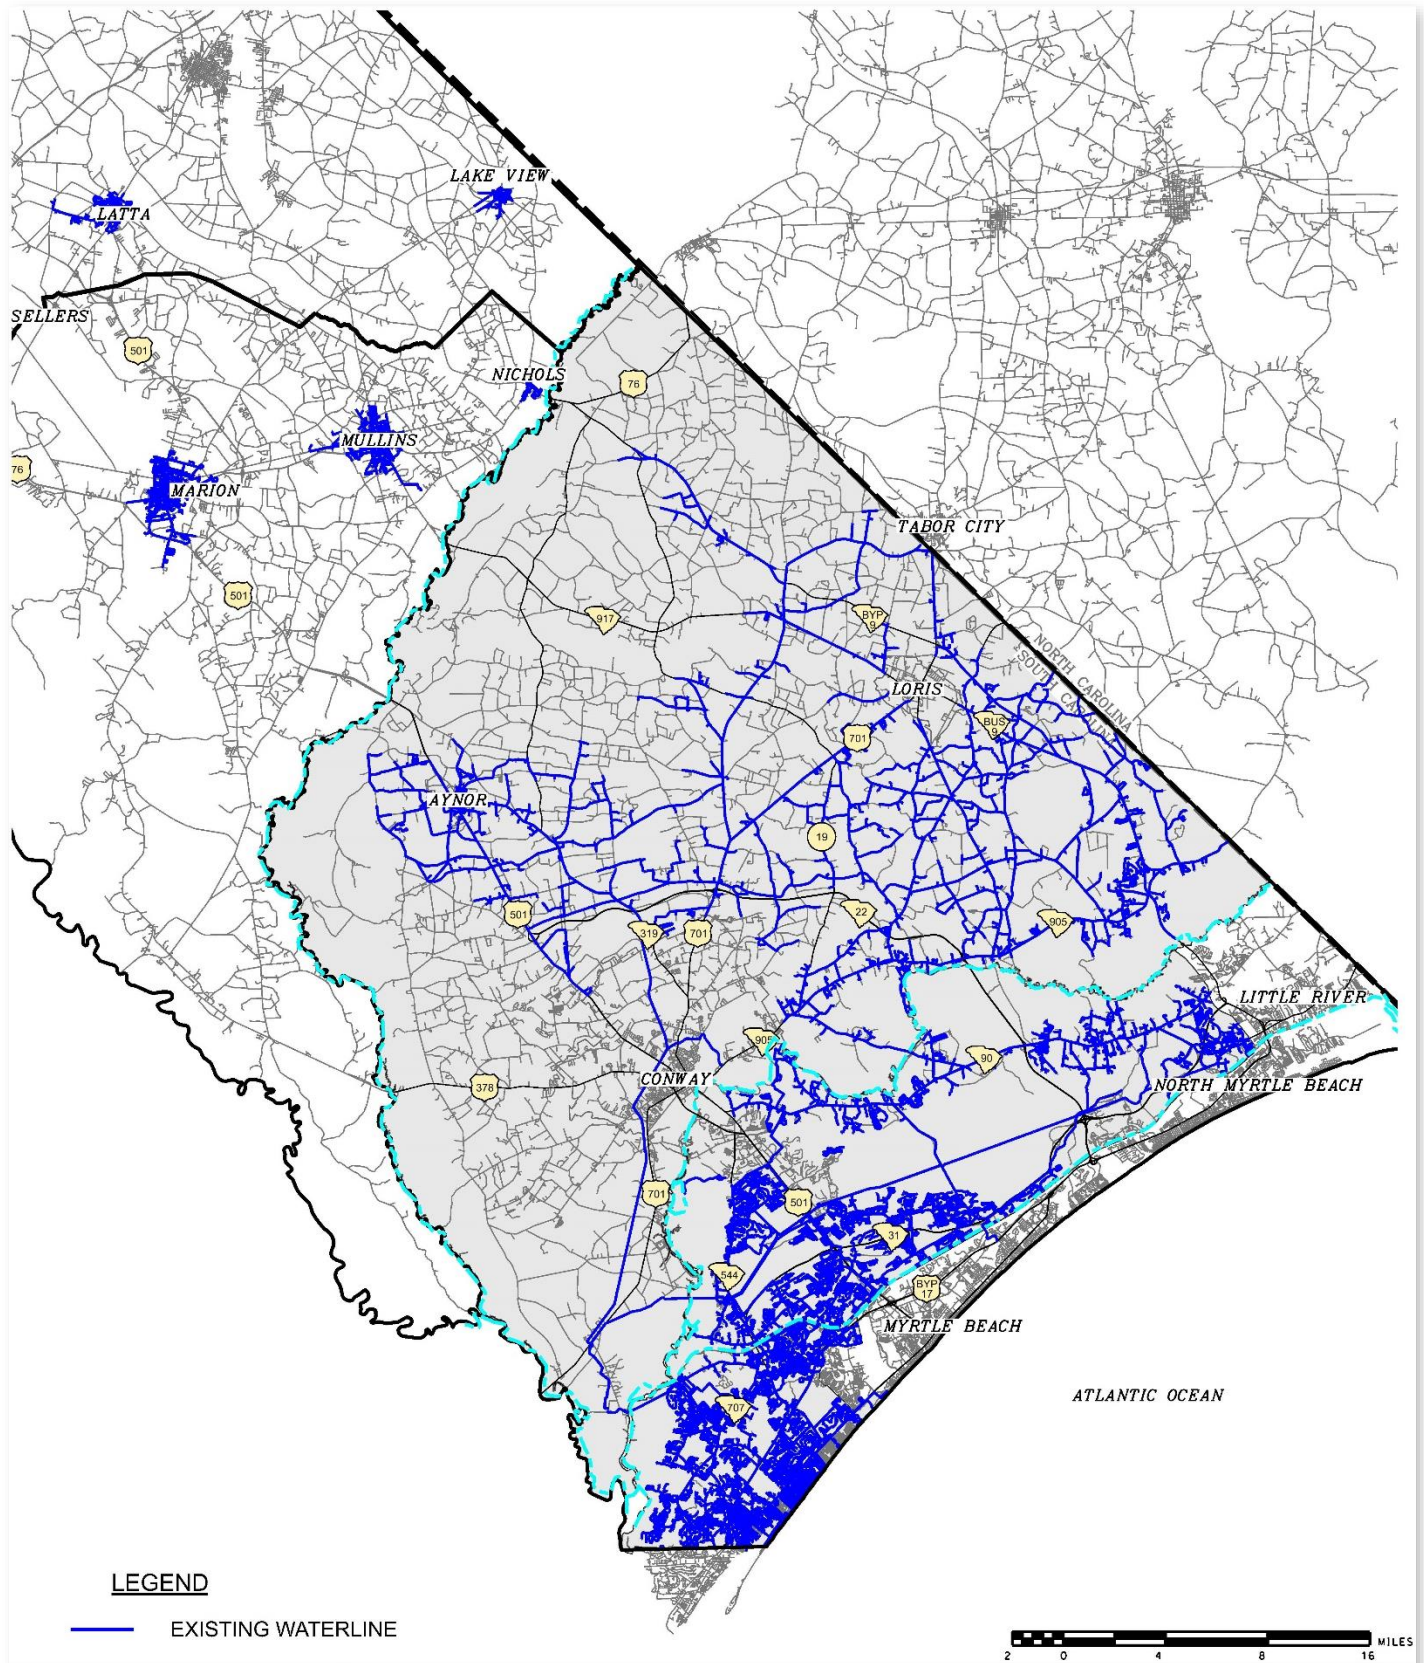 LAKE VIEW
LATTA
SELLERS
501
NICHOLS
76
MULLINS
76
MARION
TABOR CITY
501
917
BYP
9
NORTH CAROLINA
SOUTH CAROLINA
LORIS
BUS
9
701
AYNOR
19
501
22
905
319
701
LITTLE RIVER
905
90
CONWAY
378
NORTH MYRTLE BEACH
701
501
31
544
BYP
17
MYRTLE BEACH
ATLANTIC OCEAN
707
LEGEND
EXISTING WATERLINE
2 0 4 8 16 MILES